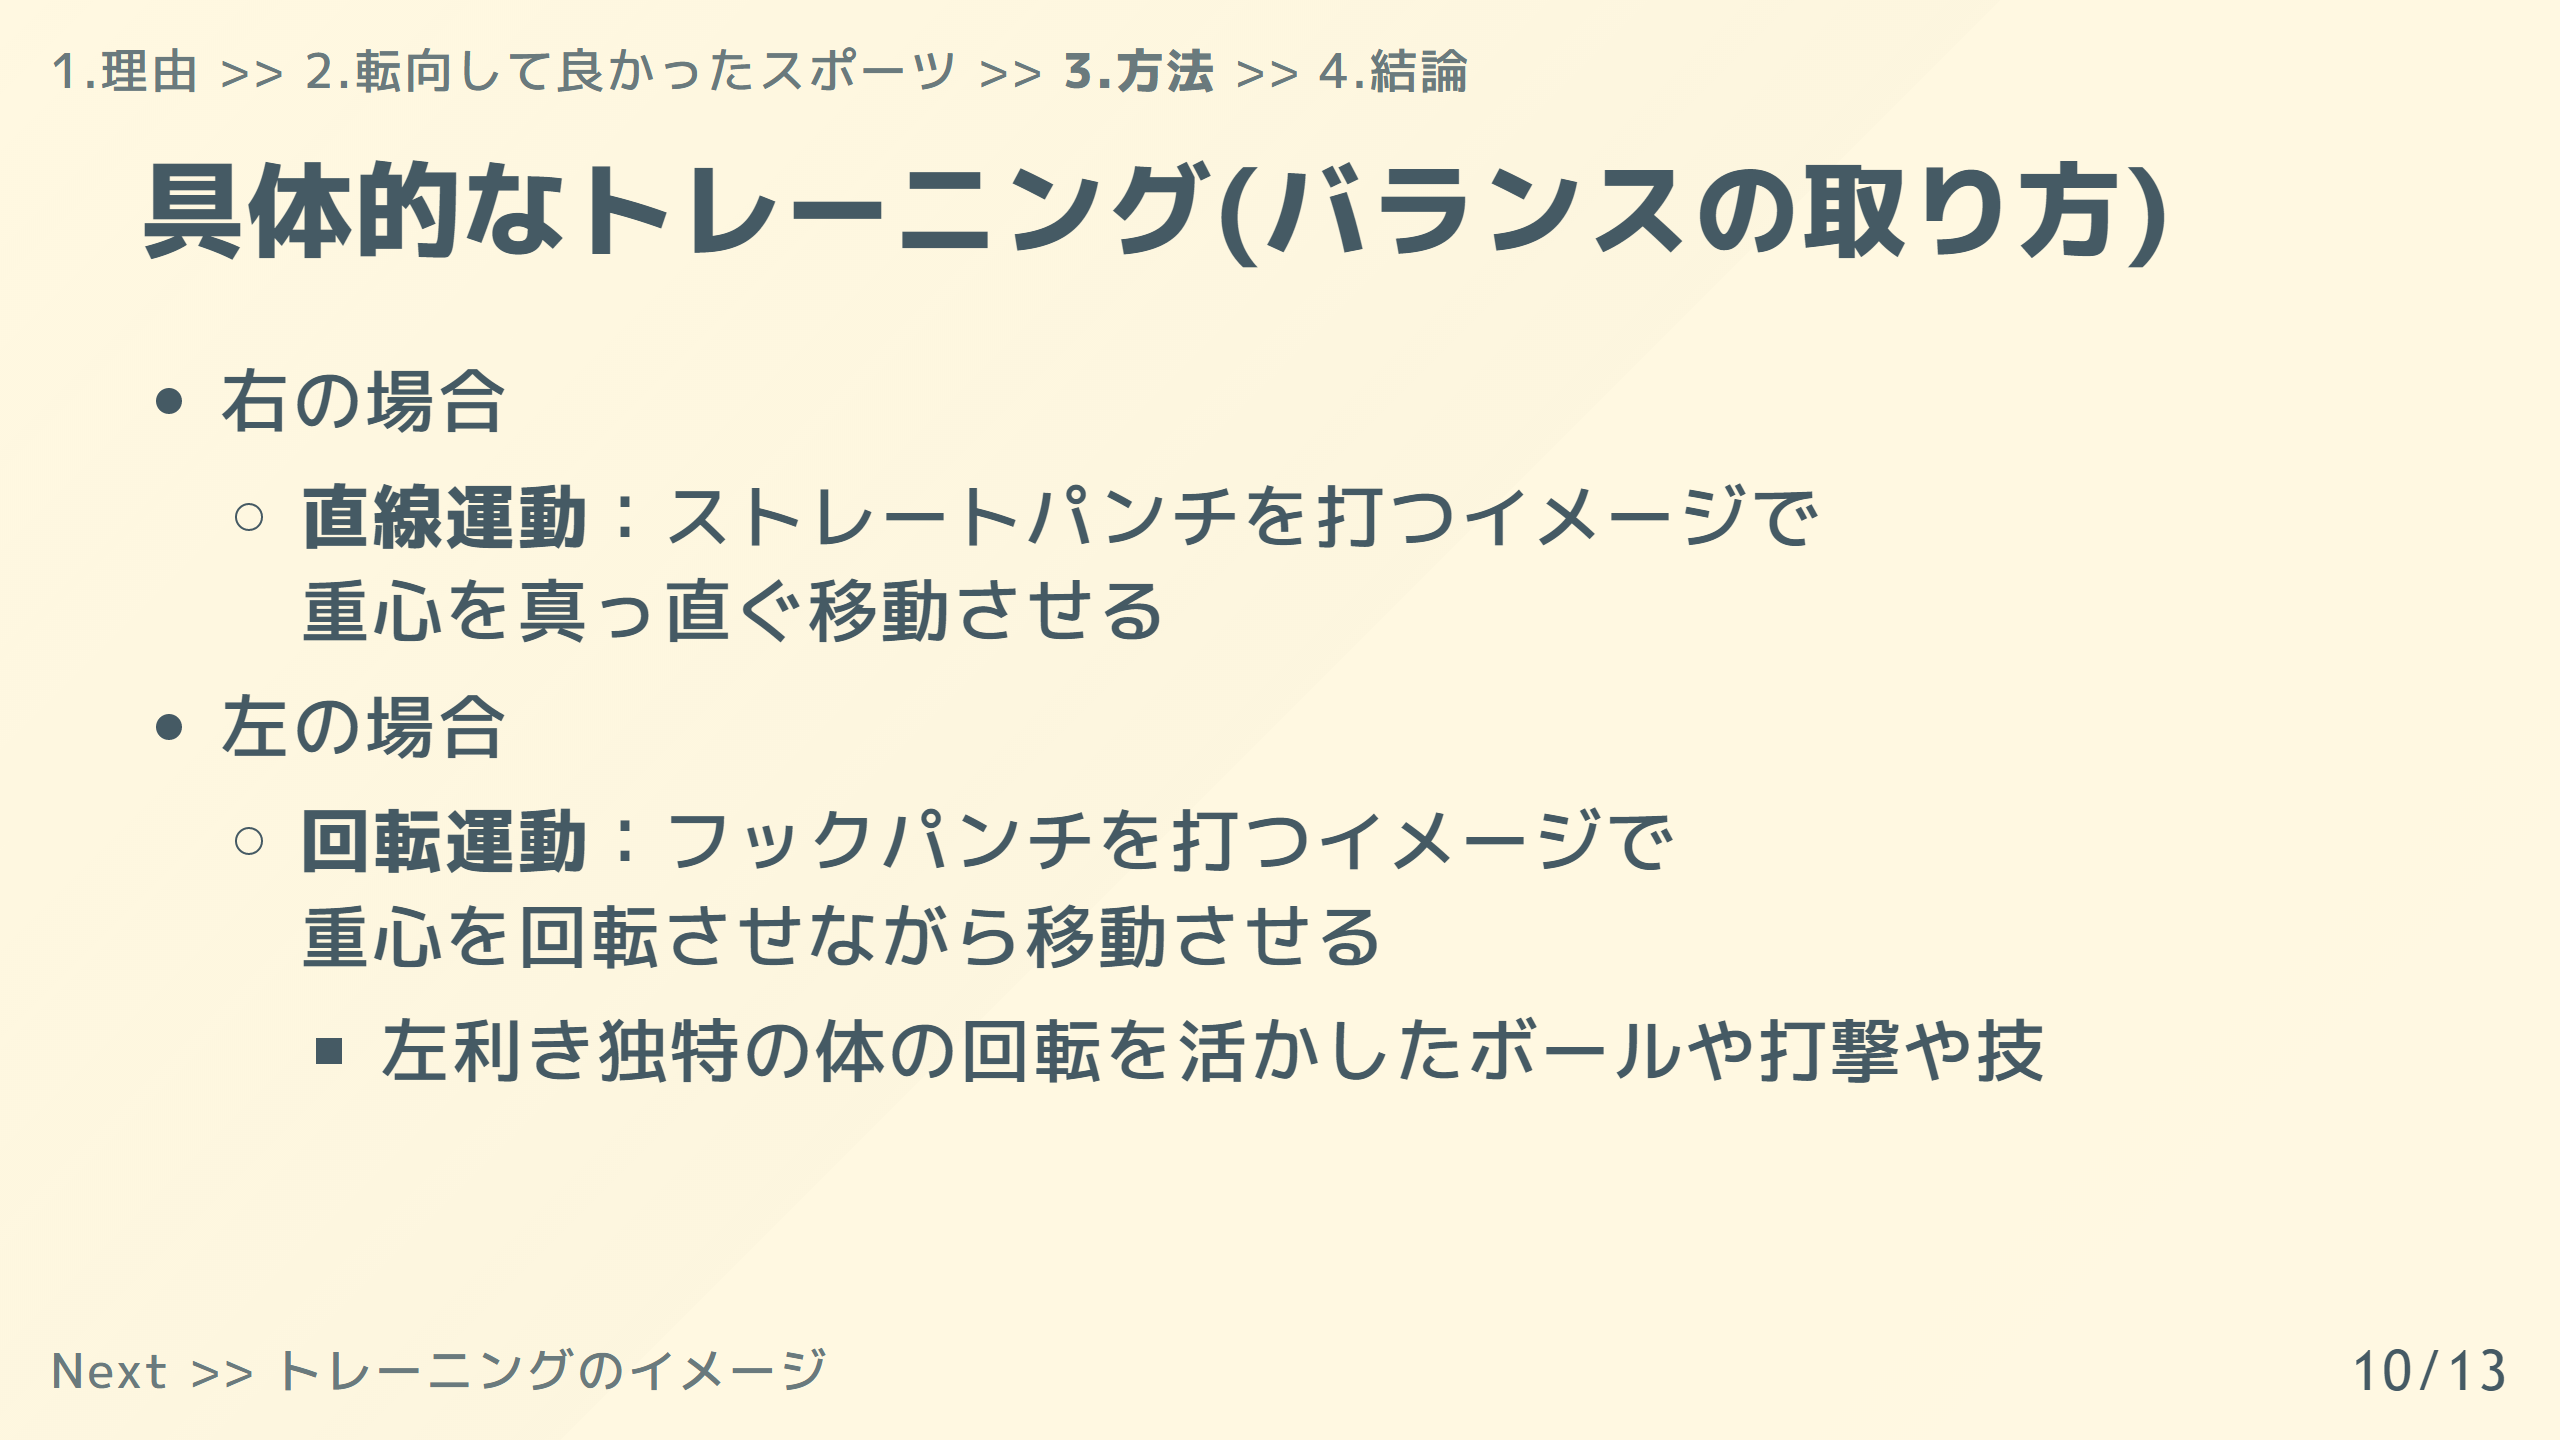 1.理由 >> 2.転向して良かったスポーツ >> 3.方法 >> 4.結論
具体的なトレーニング(バランスの取り方)
• 右の場合
○ 直線運動：ストレートパンチを打つイメージで
重心を真っ直ぐ移動させる
• 左の場合
○ 回転運動：フックパンチを打つイメージで
重心を回転させながら移動させる
■ 左利き独特の体の回転を活かしたボールや打撃や技
Next >> トレーニングのイメージ
10/13